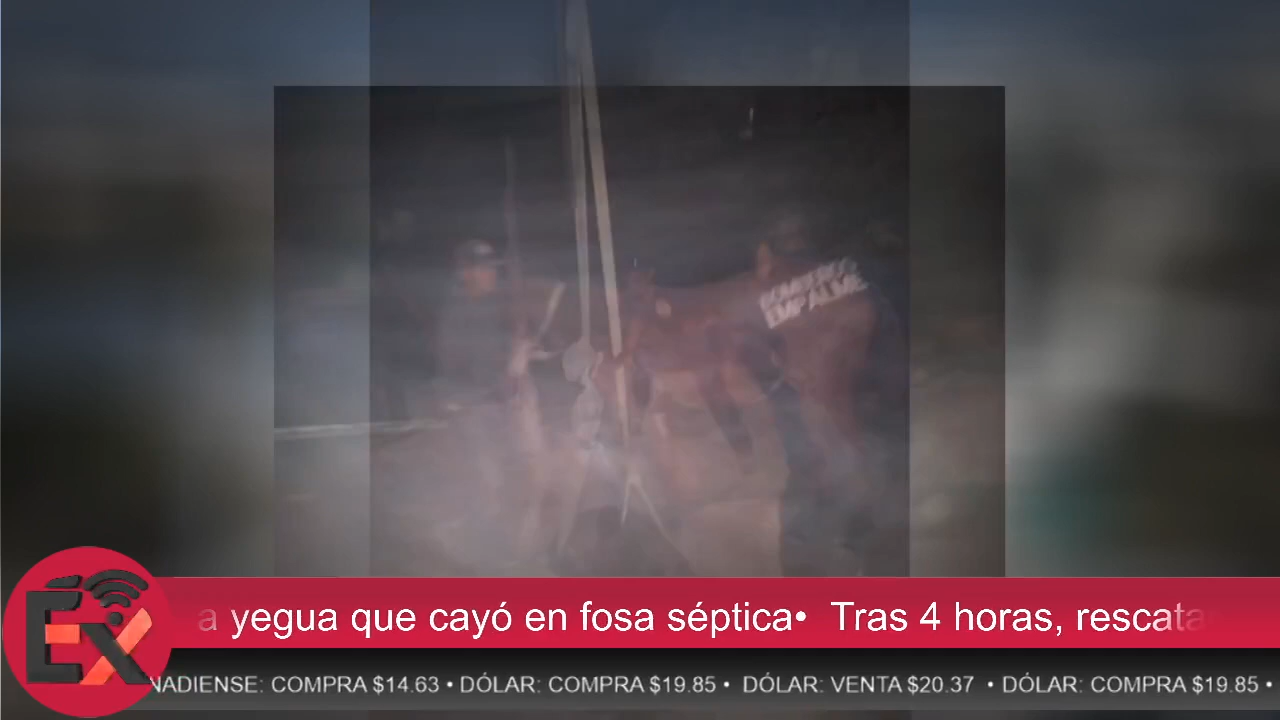 BOMBEROS
EMPALME
EX
a yegua que cayó en fosa séptica• Tras 4 horas, rescata
NADIENSE: COMPRA $14.63 • DÓLAR: COMPRA $19.85 • DÓLAR: VENTA $20.37 • DÓLAR: COMPRA $19.85 •